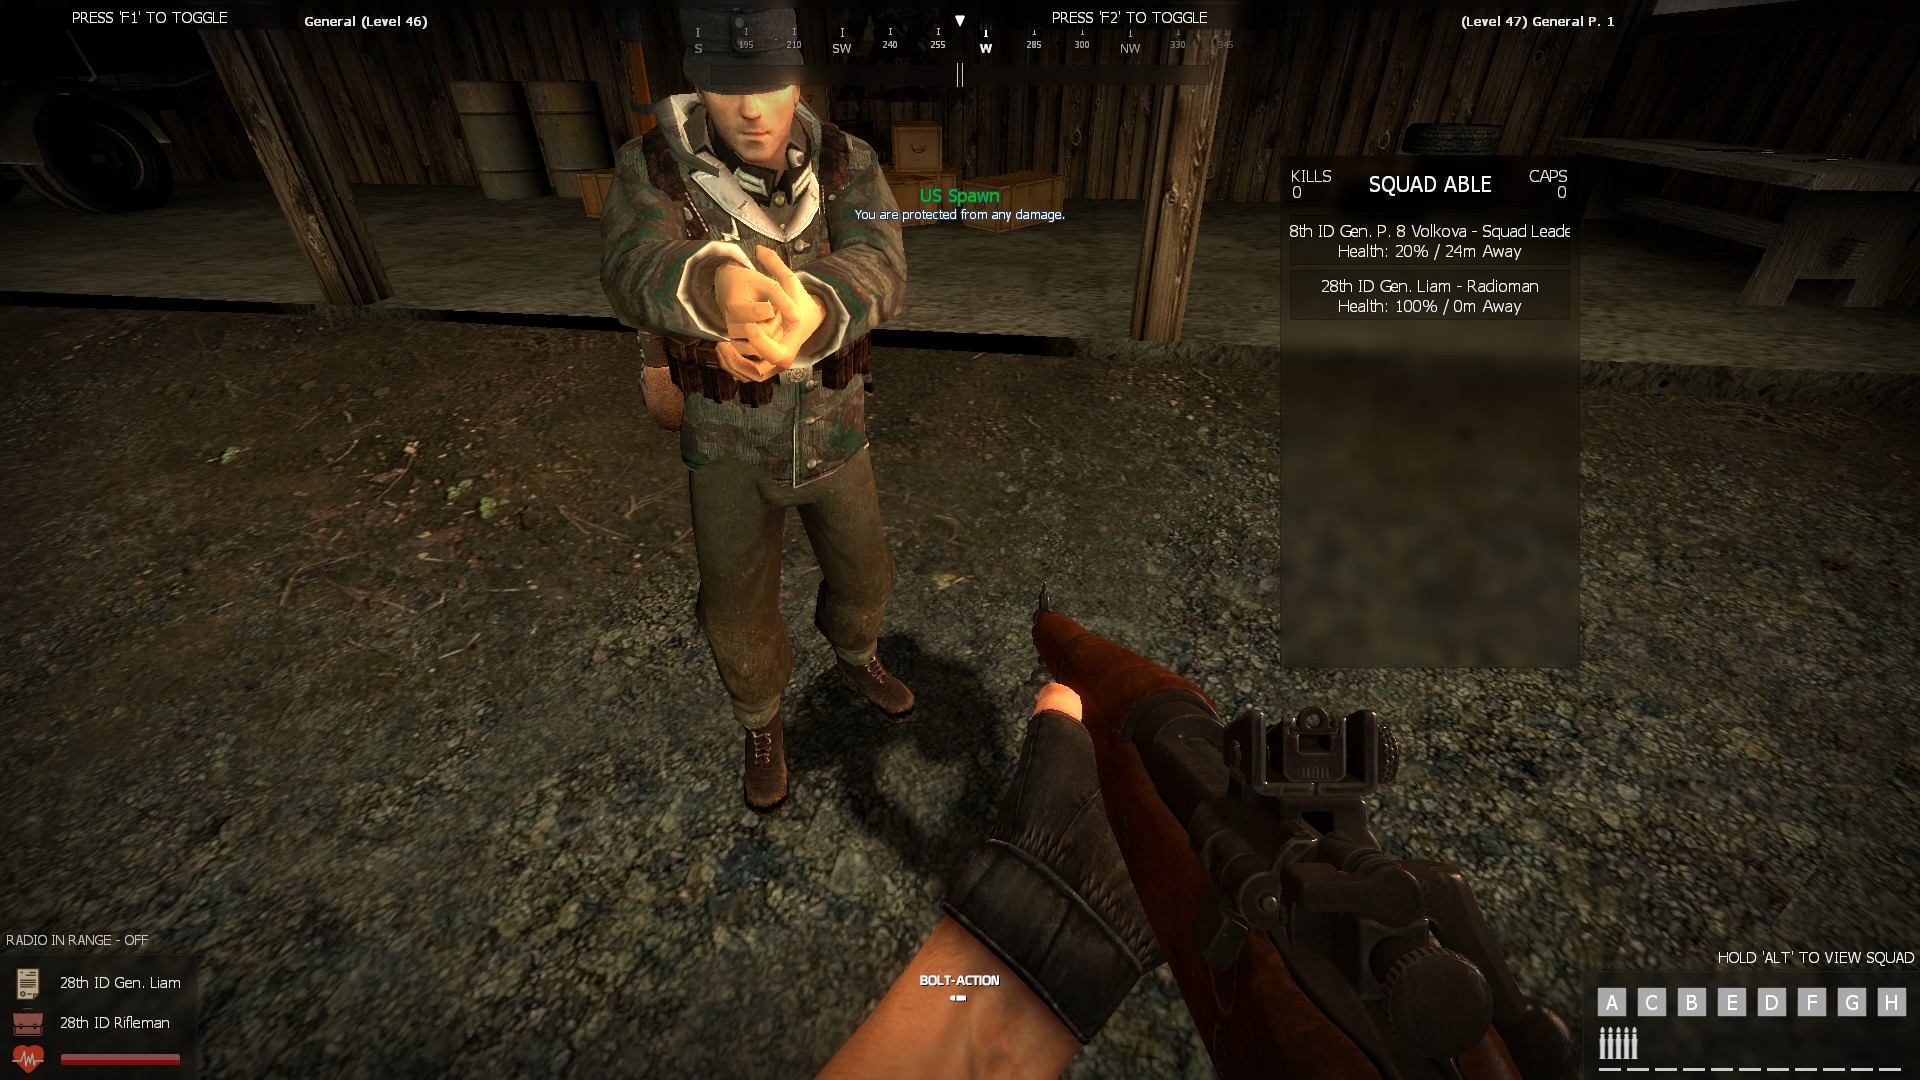 PRESS 'F1' TO TOGGLE
General (Level 46)
PRESS 'F2' TO TOGGLE
(Level 47) General P. 1
S 195 210 SW 240 255 W 285 300 NW 330 345
US Spawn
You are protected from any damage.
KILLS
0
SQUAD ABLE
CAPS
0
8th ID Gen. P. 8 Volkova - Squad Leade
Health: 20% / 24m Away
28th ID Gen. Liam - Radioman
Health: 100% / 0m Away
RADIO IN RANGE - OFF
28th ID Gen. Liam
28th ID Rifleman
BOLT-ACTION
HOLD 'ALT' TO VIEW SQUAD
A C B E D F G H